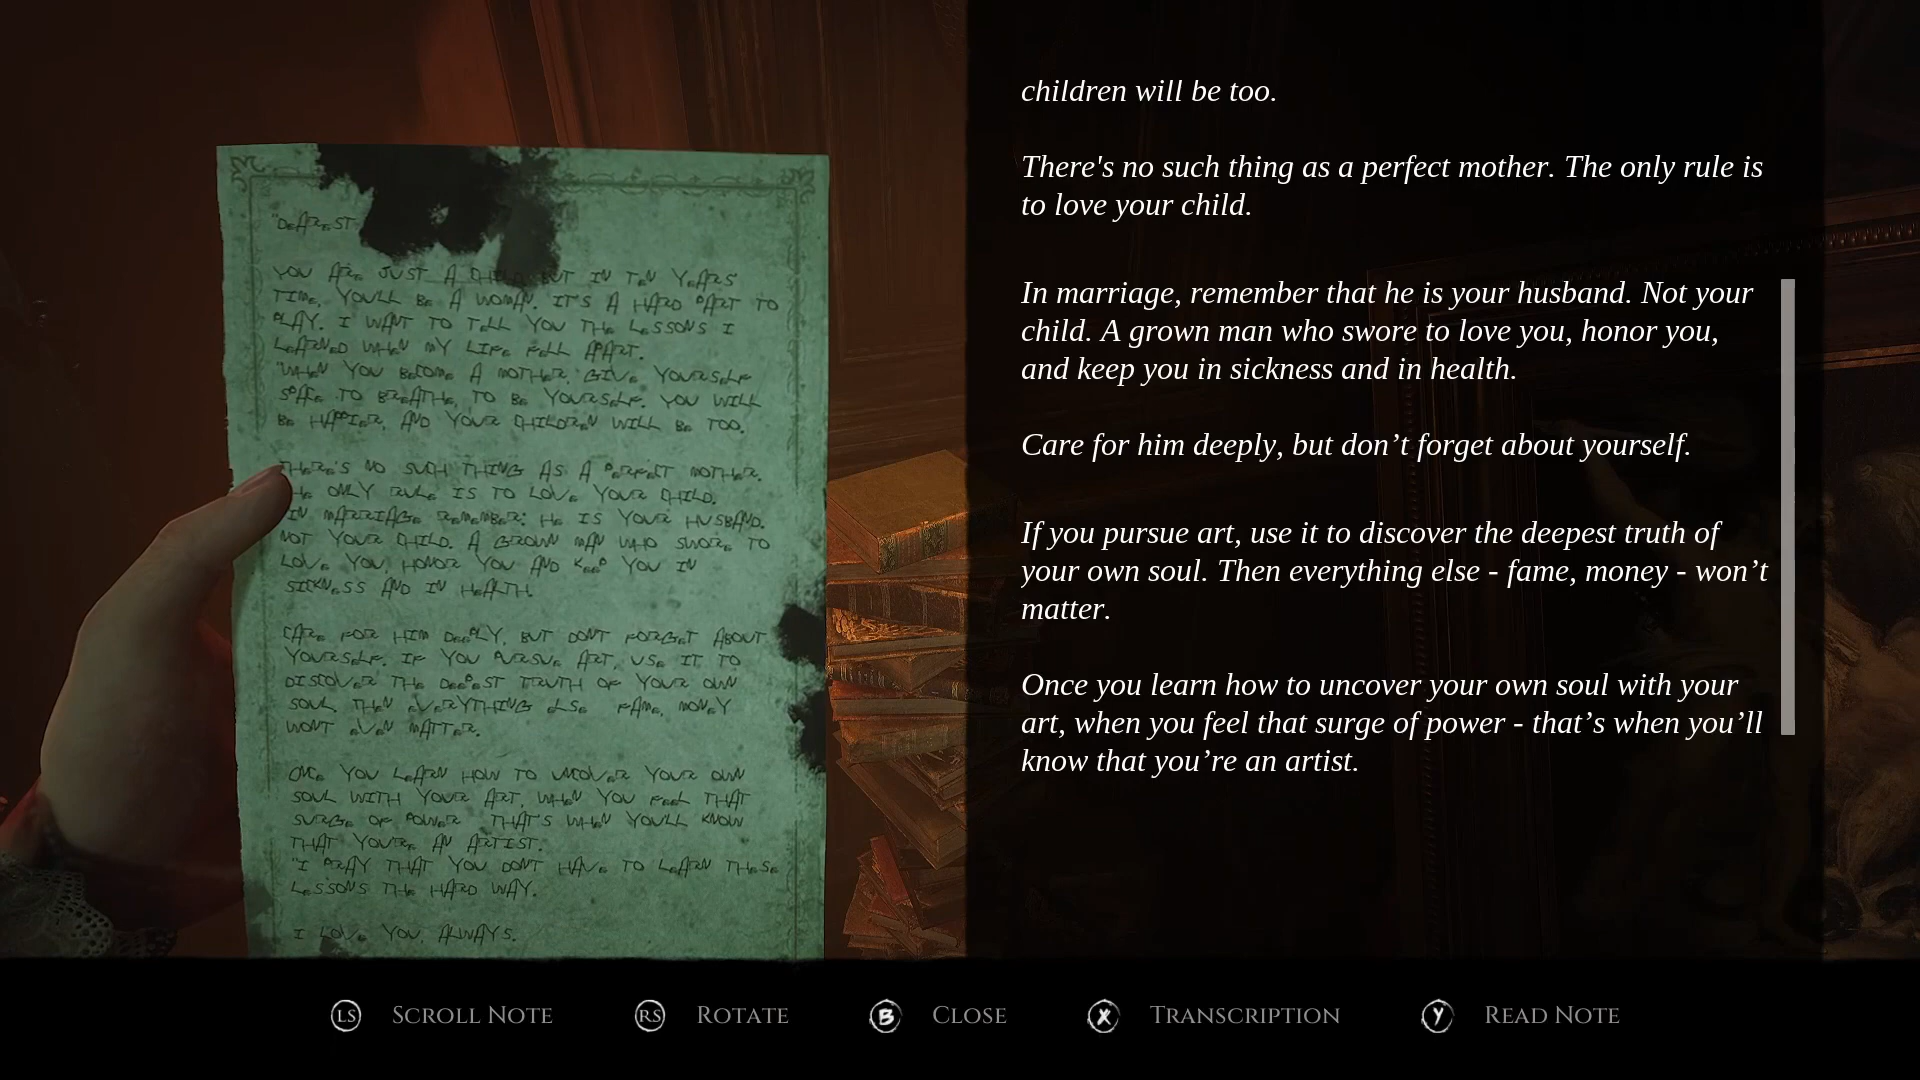 "DEAREST
YOU ARE JUST A CHILD BUT IN TEN YEARS'
TIME, YOU'LL BE A WOMAN. IT'S A HARD PART TO
PLAY. I WANT TO TELL YOU THE LESSONS I
LEARNED WHEN MY LIFE FELL APART.
"WHEN YOU BECOME A MOTHER, GIVE YOURSELF
SPACE TO BREATHE, TO BE YOURSELF. YOU WILL
BE HAPPIER, AND YOUR CHILDREN WILL BE TOO.
THERE'S NO SUCH THING AS A PERFECT MOTHER.
THE ONLY RULE IS TO LOVE YOUR CHILD.
IN MARRIAGE REMEMBER: HE IS YOUR HUSBAND.
NOT YOUR CHILD. A GROWN MAN WHO SWORE TO
LOVE YOU, HONOR YOU AND KEEP YOU IN
SICKNESS AND IN HEALTH.
CARE FOR HIM DEEPLY, BUT DON'T FORGET ABOUT
YOURSELF. IF YOU PURSUE ART, USE IT TO
DISCOVER THE DEEPEST TRUTH OF YOUR OWN
SOUL THEN EVERYTHING ELSE FAME, MONEY
WON'T EVEN MATTER.
ONCE YOU LEARN HOW TO UNCOVER YOUR OWN
SOUL WITH YOUR ART, WHEN YOU FEEL THAT
SURGE OF POWER THAT'S WHEN YOU'LL KNOW
THAT YOU'RE AN ARTIST.
"I PRAY THAT YOU DON'T HAVE TO LEARN THESE
LESSONS THE HARD WAY.
I LOVE YOU, ALWAYS.
children will be too.
There's no such thing as a perfect mother. The only rule is
to love your child.
In marriage, remember that he is your husband. Not your
child. A grown man who swore to love you, honor you,
and keep you in sickness and in health.
Care for him deeply, but don't forget about yourself.
If you pursue art, use it to discover the deepest truth of
your own soul. Then everything else - fame, money - won't
matter.
Once you learn how to uncover your own soul with your
art, when you feel that surge of power - that's when you'll
know that you're an artist.
LS SCROLL NOTE RS ROTATE B CLOSE X TRANSCRIPTION Y READ NOTE